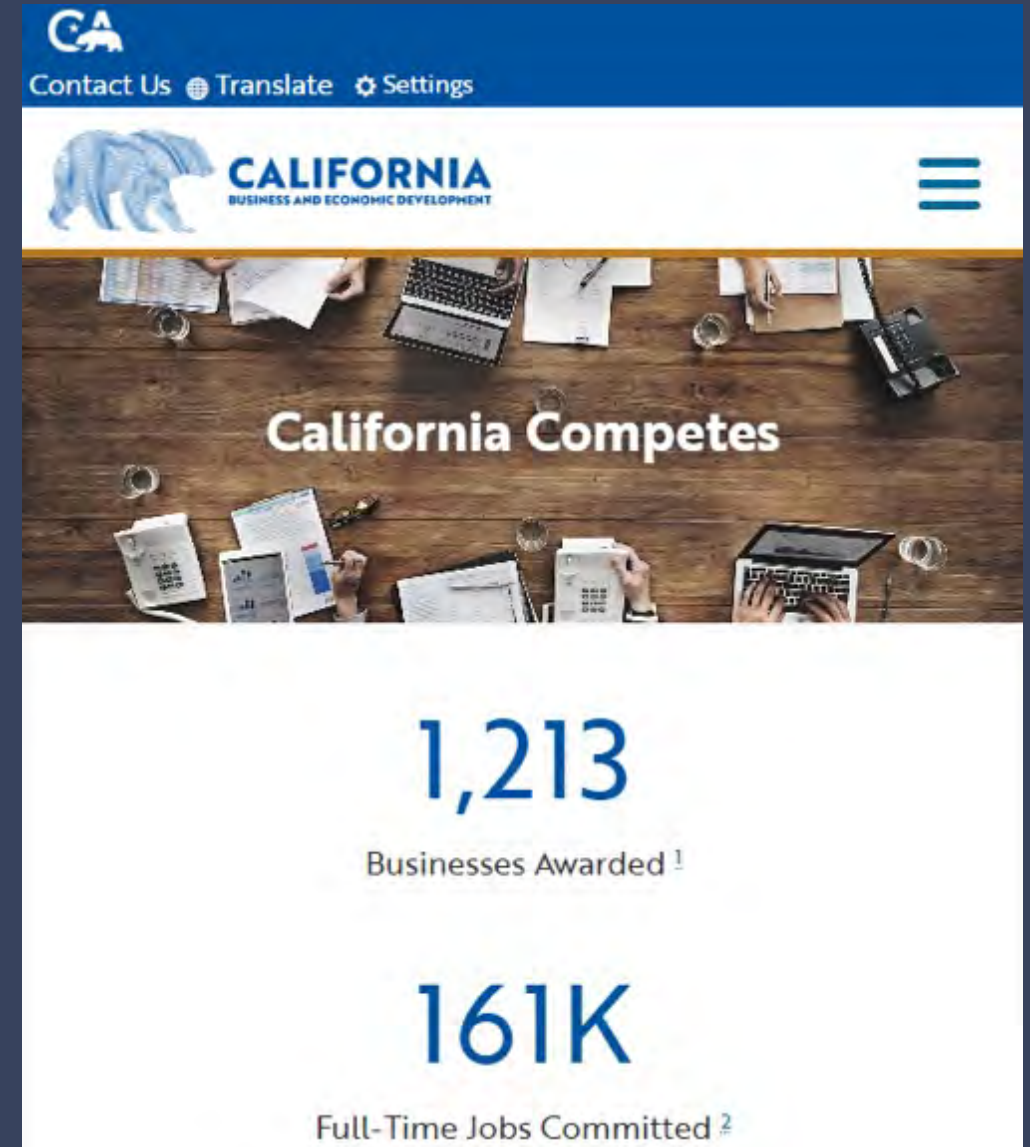 CA
Contact Us Translate Settings
CALIFORNIA
BUSINESS AND ECONOMIC DEVELOPMENT
California Competes
1,213
Businesses Awarded 1
161K
Full-Time Jobs Committed 2